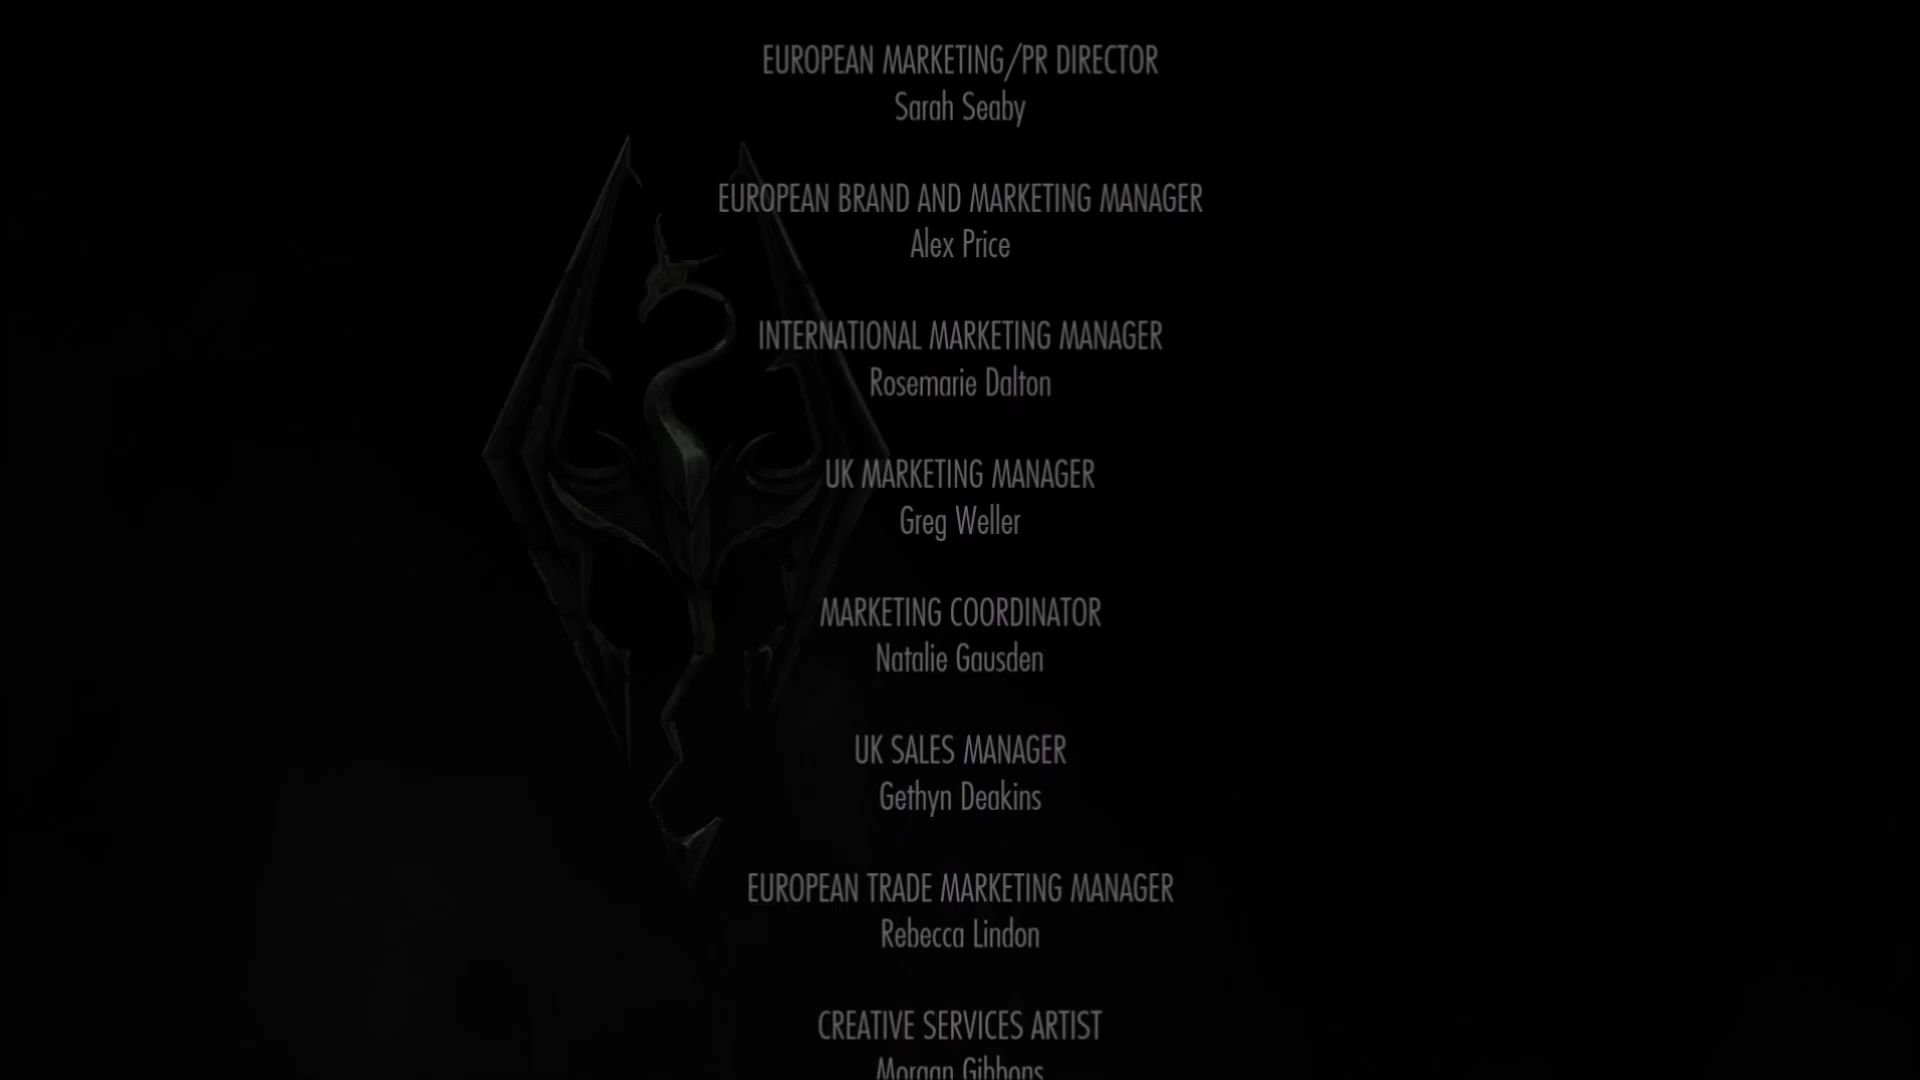 EUROPEAN MARKETING/PR DIRECTOR
Sarah Seaby
EUROPEAN BRAND AND MARKETING MANAGER
Alex Price
INTERNATIONAL MARKETING MANAGER
Rosemarie Dalton
UK MARKETING MANAGER
Greg Weller
MARKETING COORDINATOR
Natalie Gausden
UK SALES MANAGER
Gethyn Deakins
EUROPEAN TRADE MARKETING MANAGER
Rebecca Lindon
CREATIVE SERVICES ARTIST
Morgan Gibbons